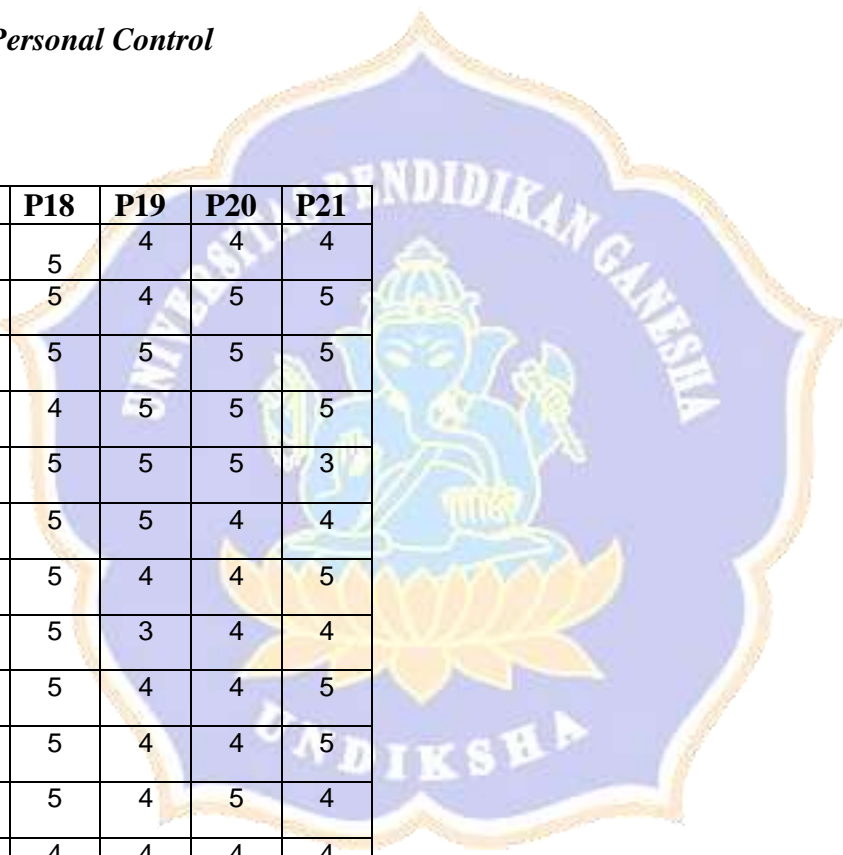 Personal Control
P18 P19 P20 P21
5 4 4 4
5 4 5 5
5 5 5 5
4 5 5 5
5 5 5 3
5 5 4 4
5 4 4 5
5 3 4 4
5 4 4 5
5 4 4 5
5 4 5 4
4 4 4 4
UNIVERSITAS PENDIDIKAN GANESHA
UNDIKSHA